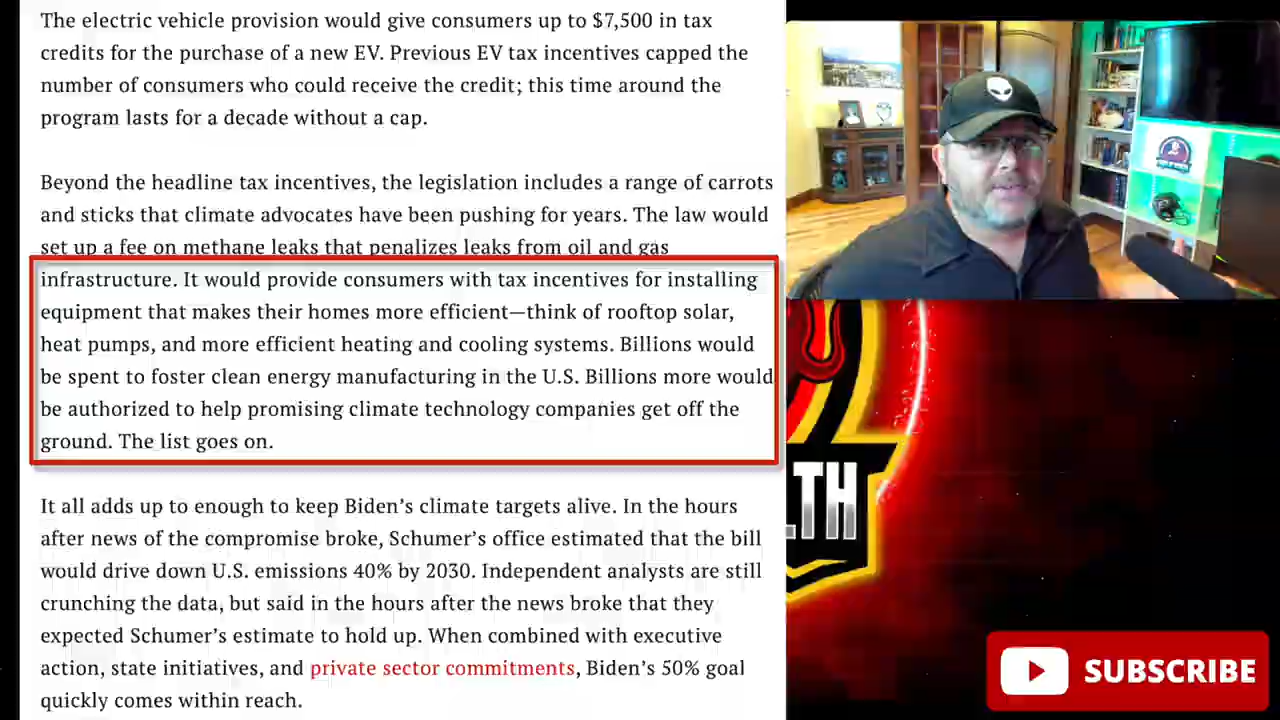 The electric vehicle provision would give consumers up to $7,500 in tax
credits for the purchase of a new EV. Previous EV tax incentives capped the
number of consumers who could receive the credit; this time around the
program lasts for a decade without a cap.
Beyond the headline tax incentives, the legislation includes a range of carrots
and sticks that climate advocates have been pushing for years. The law would
set up a fee on methane leaks that penalizes leaks from oil and gas
infrastructure. It would provide consumers with tax incentives for installing
equipment that makes their homes more efficient—think of rooftop solar,
heat pumps, and more efficient heating and cooling systems. Billions would
be spent to foster clean energy manufacturing in the U.S. Billions more would
be authorized to help promising climate technology companies get off the
ground. The list goes on.
It all adds up to enough to keep Biden’s climate targets alive. In the hours
after news of the compromise broke, Schumer’s office estimated that the bill
would drive down U.S. emissions 40% by 2030. Independent analysts are still
crunching the data, but said in the hours after the news broke that they
expected Schumer’s estimate to hold up. When combined with executive
action, state initiatives, and private sector commitments, Biden’s 50% goal
quickly comes within reach.
LTH
SUBSCRIBE